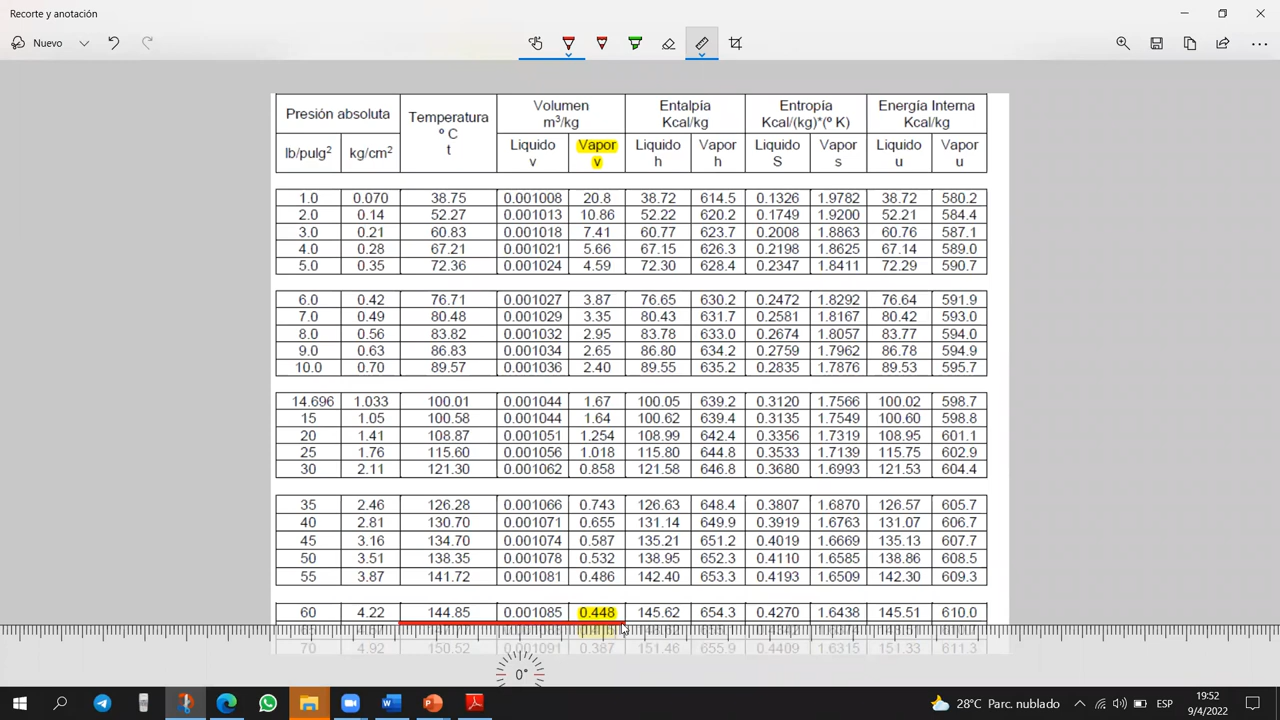 Recorte y anotación
Nuevo
Presión absoluta Temperatura º C t Volumen m³/kg Entalpía Kcal/kg Entropía Kcal/(kg)*(º K) Energía Interna Kcal/kg
lb/pulg² kg/cm² Liquido v Vapor v Liquido h Vapor h Liquido S Vapor s Liquido u Vapor u
1.0 0.070 38.75 0.001008 20.8 38.72 614.5 0.1326 1.9782 38.72 580.2
2.0 0.14 52.27 0.001013 10.86 52.22 620.2 0.1749 1.9200 52.21 584.4
3.0 0.21 60.83 0.001018 7.41 60.77 623.7 0.2008 1.8863 60.76 587.1
4.0 0.28 67.21 0.001021 5.66 67.15 626.3 0.2198 1.8625 67.14 589.0
5.0 0.35 72.36 0.001024 4.59 72.30 628.4 0.2347 1.8411 72.29 590.7
6.0 0.42 76.71 0.001027 3.87 76.65 630.2 0.2472 1.8292 76.64 591.9
7.0 0.49 80.48 0.001029 3.35 80.43 631.7 0.2581 1.8167 80.42 593.0
8.0 0.56 83.82 0.001032 2.95 83.78 633.0 0.2674 1.8057 83.77 594.0
9.0 0.63 86.83 0.001034 2.65 86.80 634.2 0.2759 1.7962 86.78 594.9
10.0 0.70 89.57 0.001036 2.40 89.55 635.2 0.2835 1.7876 89.53 595.7
14.696 1.033 100.01 0.001044 1.67 100.05 639.2 0.3120 1.7566 100.02 598.7
15 1.05 100.58 0.001044 1.64 100.62 639.4 0.3135 1.7549 100.60 598.8
20 1.41 108.87 0.001051 1.254 108.99 642.4 0.3356 1.7319 108.95 601.1
25 1.76 115.60 0.001056 1.018 115.80 644.8 0.3533 1.7139 115.75 602.9
30 2.11 121.30 0.001062 0.858 121.58 646.8 0.3680 1.6993 121.53 604.4
35 2.46 126.28 0.001066 0.743 126.63 648.4 0.3807 1.6870 126.57 605.7
40 2.81 130.70 0.001071 0.655 131.14 649.9 0.3919 1.6763 131.07 606.7
45 3.16 134.70 0.001074 0.587 135.21 651.2 0.4019 1.6669 135.13 607.7
50 3.51 138.35 0.001078 0.532 138.95 652.3 0.4110 1.6585 138.86 608.5
55 3.87 141.72 0.001081 0.486 142.40 653.3 0.4193 1.6509 142.30 609.3
60 4.22 144.85 0.001085 0.448 145.62 654.3 0.4270 1.6438 145.51 610.0
70 4.92 150.52 0.001091 0.387 151.46 655.9 0.4409 1.6315 151.33 611.3
0°
28°C Parc. nublado ESP 19:52
9/4/2022